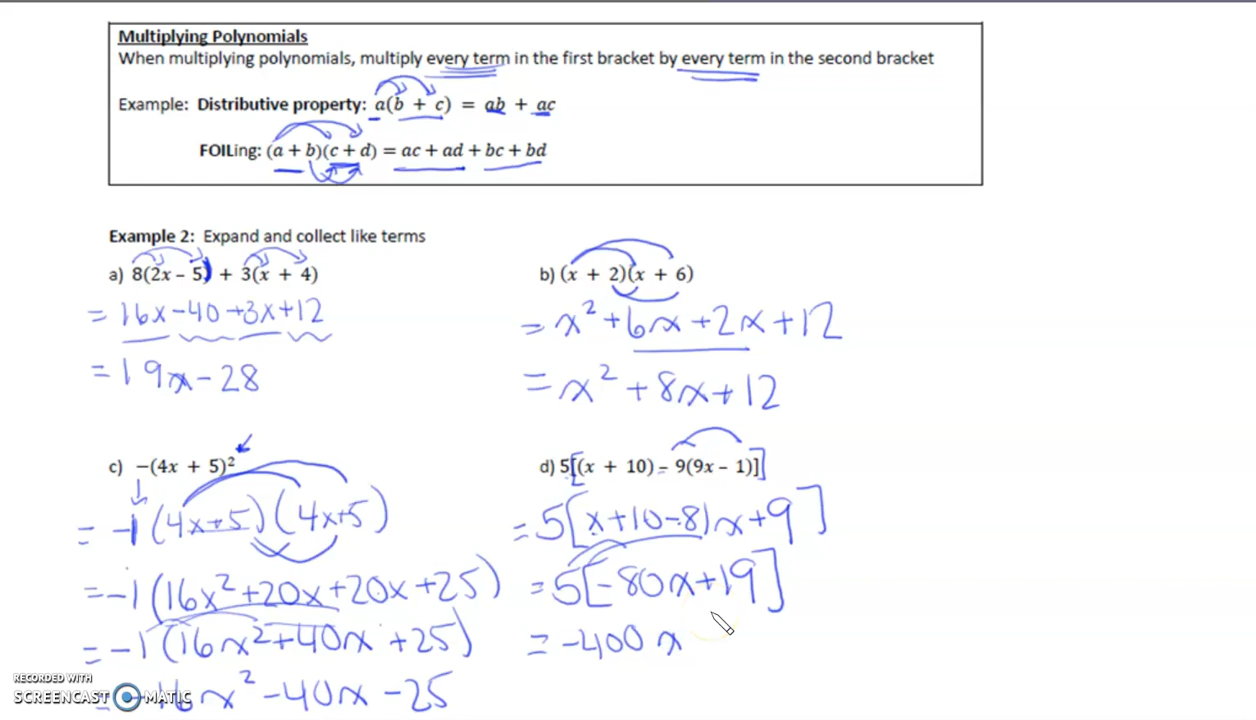 Multiplying Polynomials
When multiplying polynomials, multiply every term in the first bracket by every term in the second bracket
Example: Distributive property: a(b + c) = ab + ac
FOILing: (a + b)(c + d) = ac + ad + bc + bd
Example 2: Expand and collect like terms
a) 8(2x − 5) + 3(x + 4)
= 16x - 40 + 3x + 12
= 19x - 28
b) (x + 2)(x + 6)
= x² + 6x + 2x + 12
= x² + 8x + 12
c) −(4x + 5)²
= -1(4x+5)(4x+5)
= -1(16x² + 20x + 20x + 25)
= -1(16x² + 40x + 25)
= -16x² - 40x - 25
d) 5[(x + 10) − 9(9x − 1)]
= 5[x + 10 - 81x + 9]
= 5[-80x + 19]
= -400x
RECORDED WITH
SCREENCAST MATIC